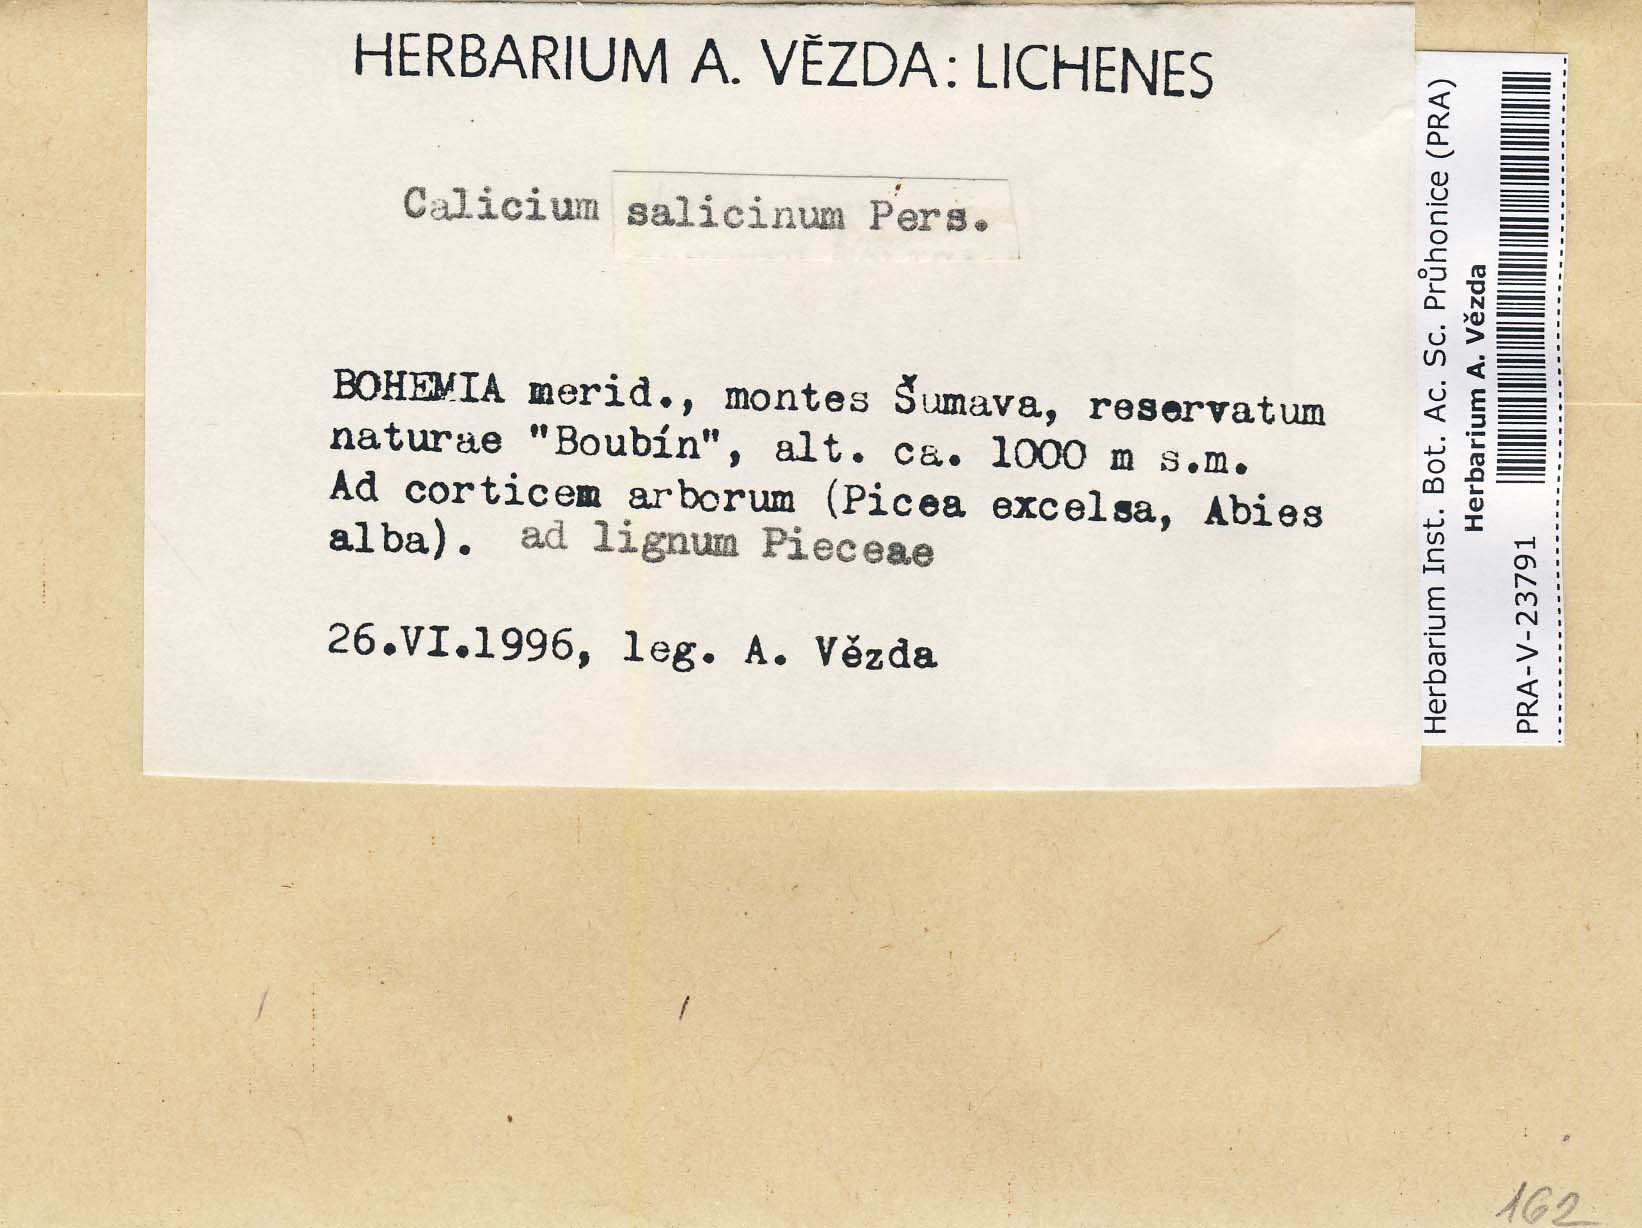 HERBARIUM A. VĚZDA: LICHENES
Calicium salicinum Pers.
BOHEMIA merid., montes Šumava, reservatum
naturae "Boubín", alt. ca. 1000 m s.m.
Ad corticem arborum (Picea excelsa, Abies
alba). ad lignum Pieceae
26.VI.1996, leg. A. Vězda
Herbarium Inst. Bot. Ac. Sc. Průhonice (PRA)
Herbarium A. Vězda
PRA-V-23791
162